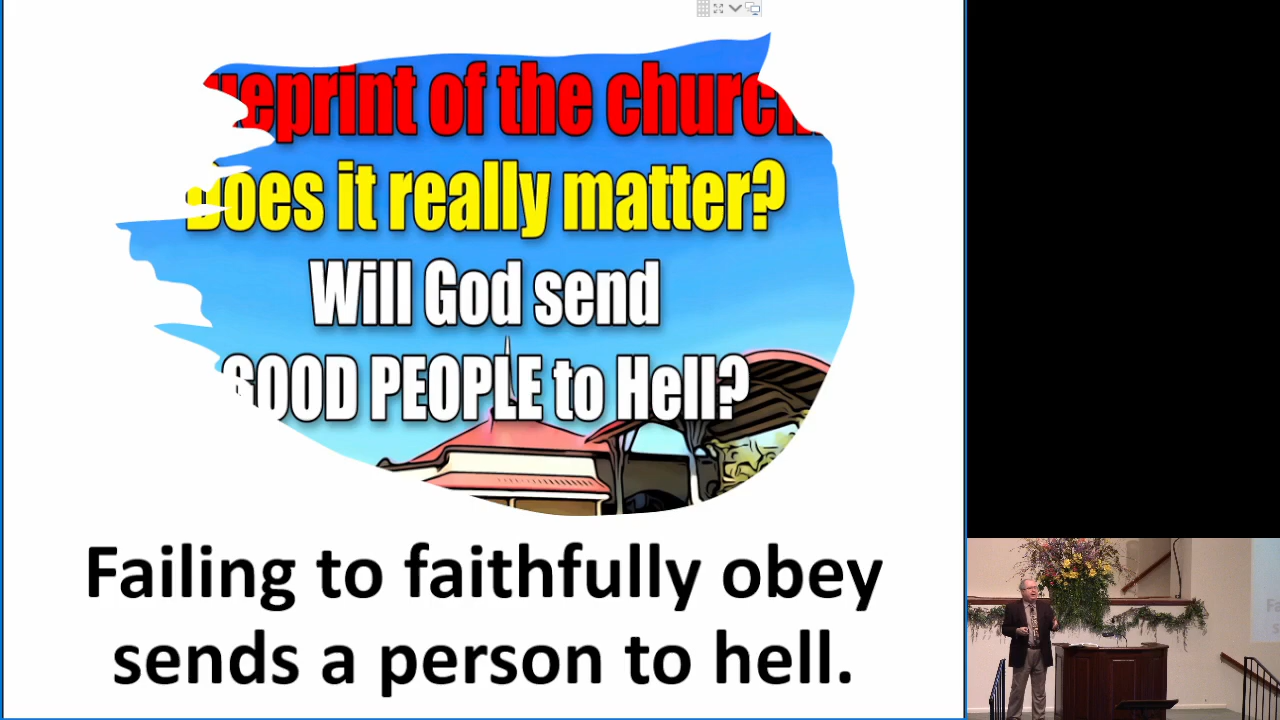 ueprint of the church.
Does it really matter?
Will God send
GOOD PEOPLE to Hell?
Failing to faithfully obey
sends a person to hell.